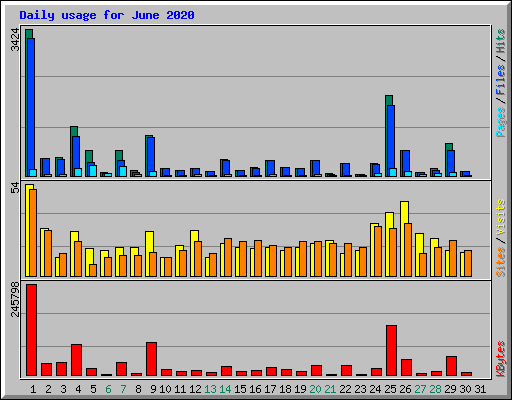 Daily usage for June 2020
3424
Pages / Files / Hits
54
Sites / Visits
245798
KBytes
1 2 3 4 5 6 7 8 9 10 11 12 13 14 15 16 17 18 19 20 21 22 23 24 25 26 27 28 29 30 31